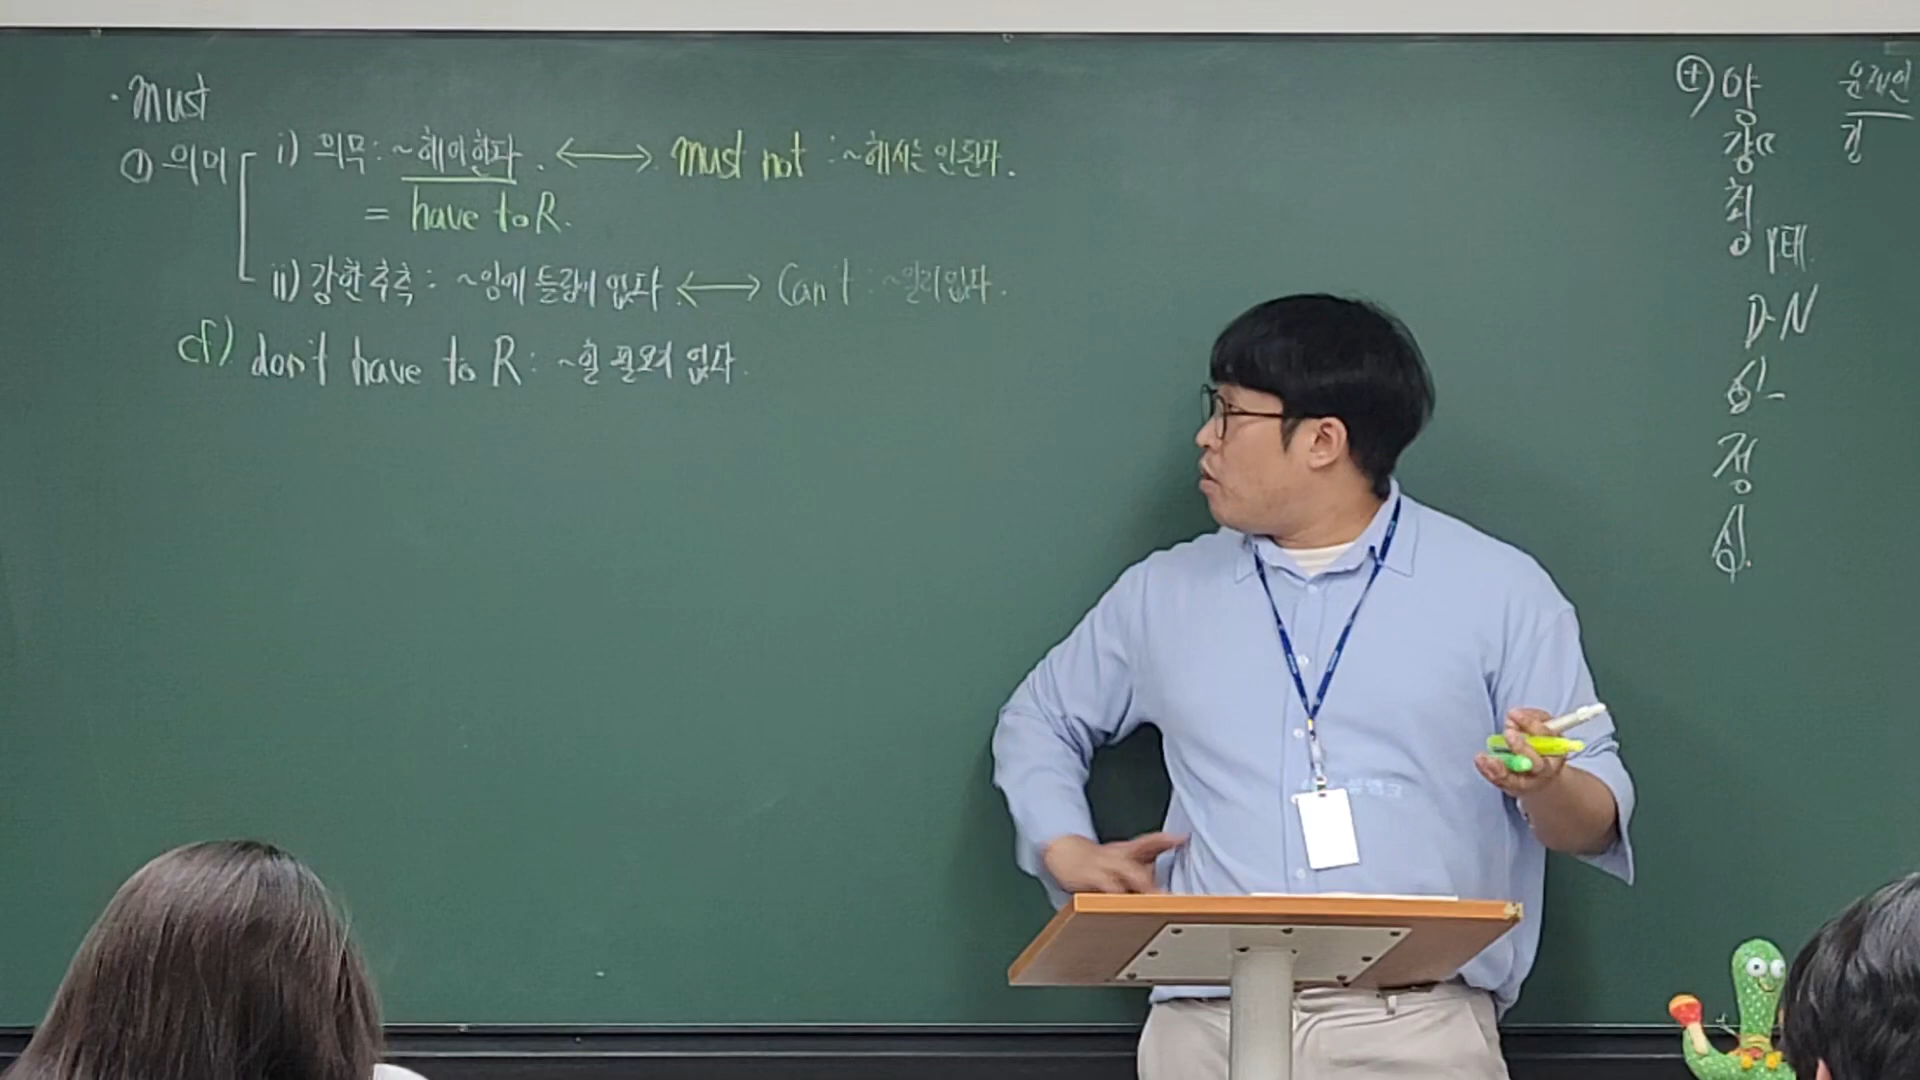 · Must
① 의미 i) 의무 : ~해야한다. ↔ must not : ~해서는 안된다.
= have to R.
ii) 강한 추측 : ~임에 틀림이 없다. ↔ Can't : ~일리 없다.
cf) don't have to R : ~할 필요가 없다.
D-N